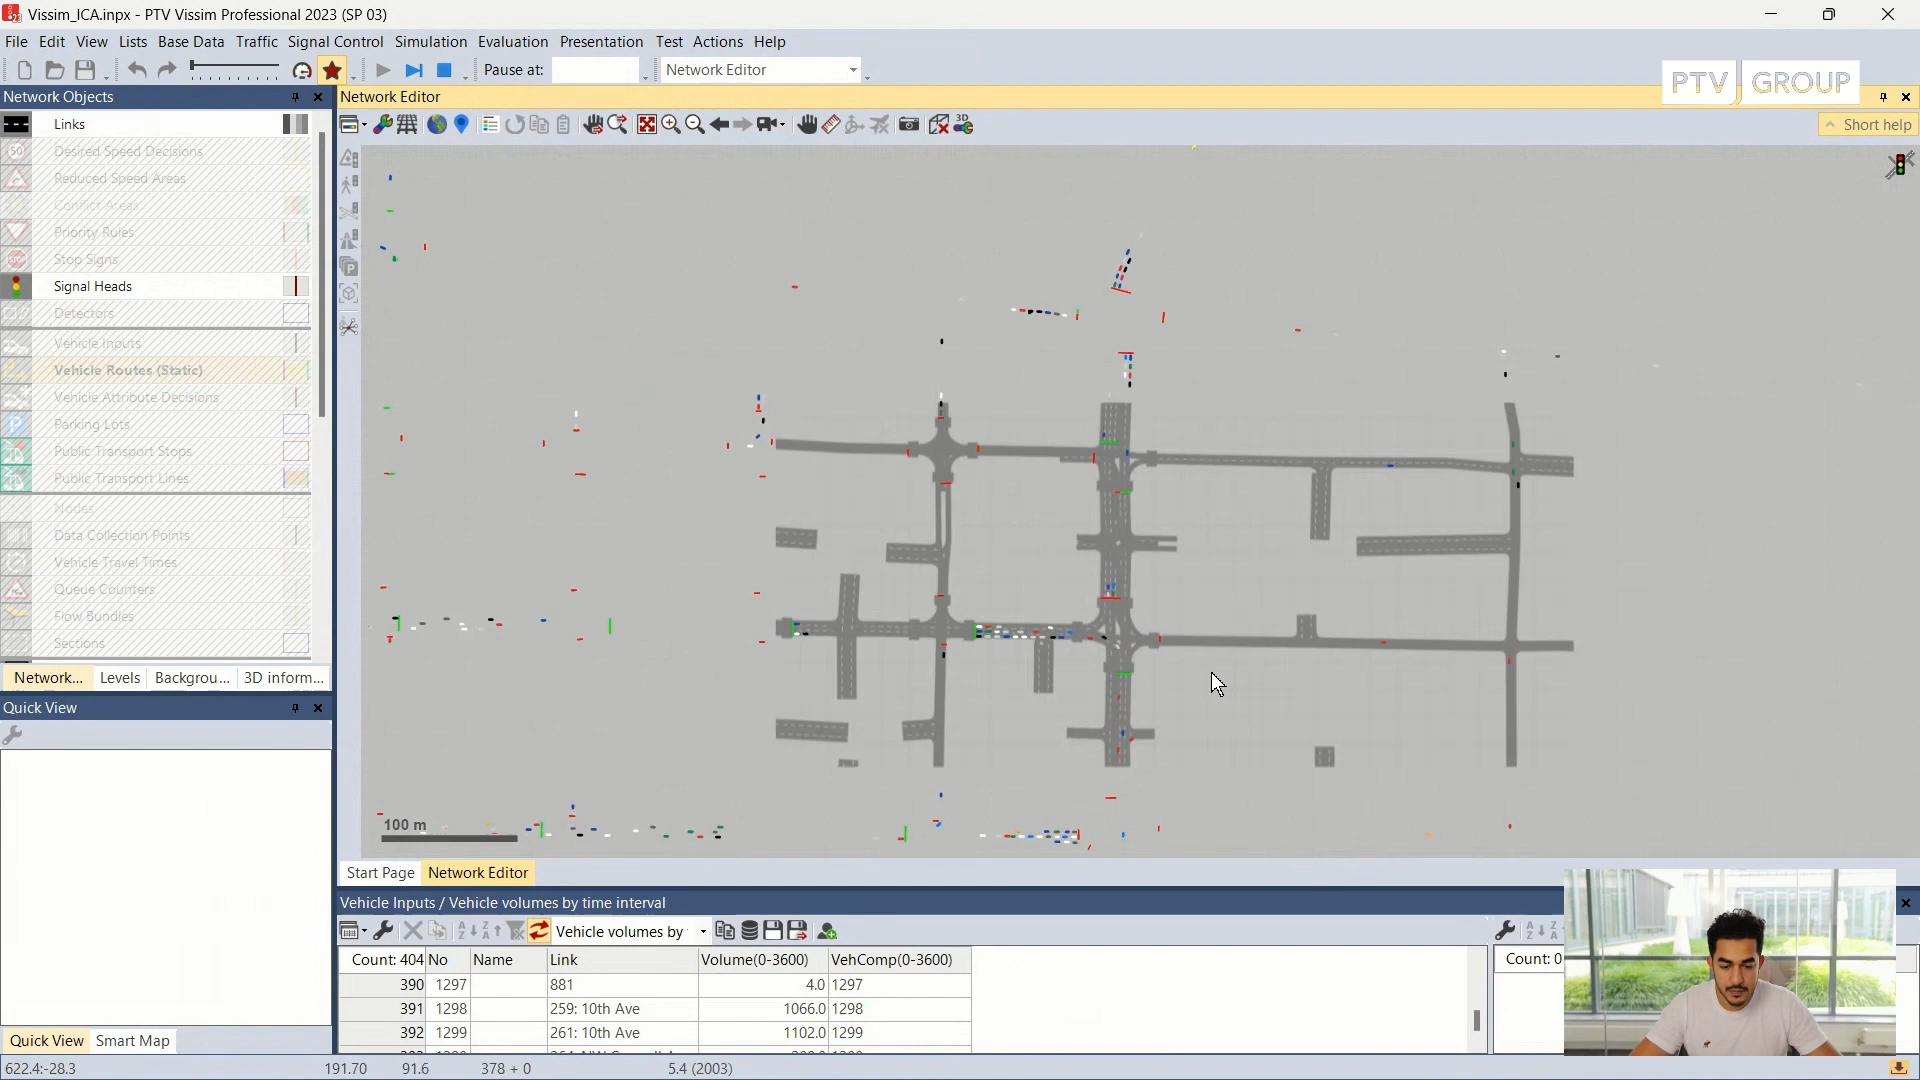 Vissim_ICA.inpx - PTV Vissim Professional 2023 (SP 03)
File Edit View Lists Base Data Traffic Signal Control Simulation Evaluation Presentation Test Actions Help
Pause at:
Network Editor
PTV GROUP
Network Objects
Network Editor
Short help
3D
Links
50 Desired Speed Decisions
Reduced Speed Areas
Conflict Areas
Priority Rules
STOP Stop Signs
Signal Heads
Detectors
Vehicle Inputs
Vehicle Routes (Static)
Vehicle Attribute Decisions
P Parking Lots
Public Transport Stops
Public Transport Lines
Nodes
Data Collection Points
Vehicle Travel Times
Queue Counters
Flow Bundles
Sections
Network... Levels Backgrou... 3D inform...
Quick View
100 m
Start Page Network Editor
Vehicle Inputs / Vehicle volumes by time interval
Vehicle volumes by
Count: 404 No Name Link Volume(0-3600) VehComp(0-3600)
390 1297 881 4.0 1297
391 1298 259: 10th Ave 1066.0 1298
392 1299 261: 10th Ave 1102.0 1299
Count: 0
Quick View Smart Map
622.4:-28.3 191.70 91.6 378 + 0 5.4 (2003)